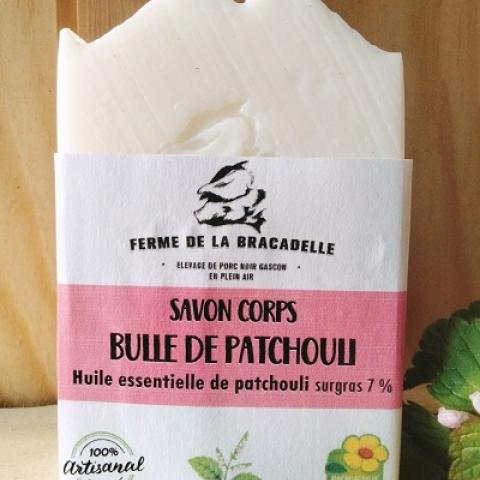 FERME DE LA BRACADELLE
• ELEVAGE DE PORC NOIR GASCON •
EN PLEIN AIR
SAVON CORPS
BULLE DE PATCHOULI
Huile essentielle de patchouli surgras 7 %
100%
Artisanal